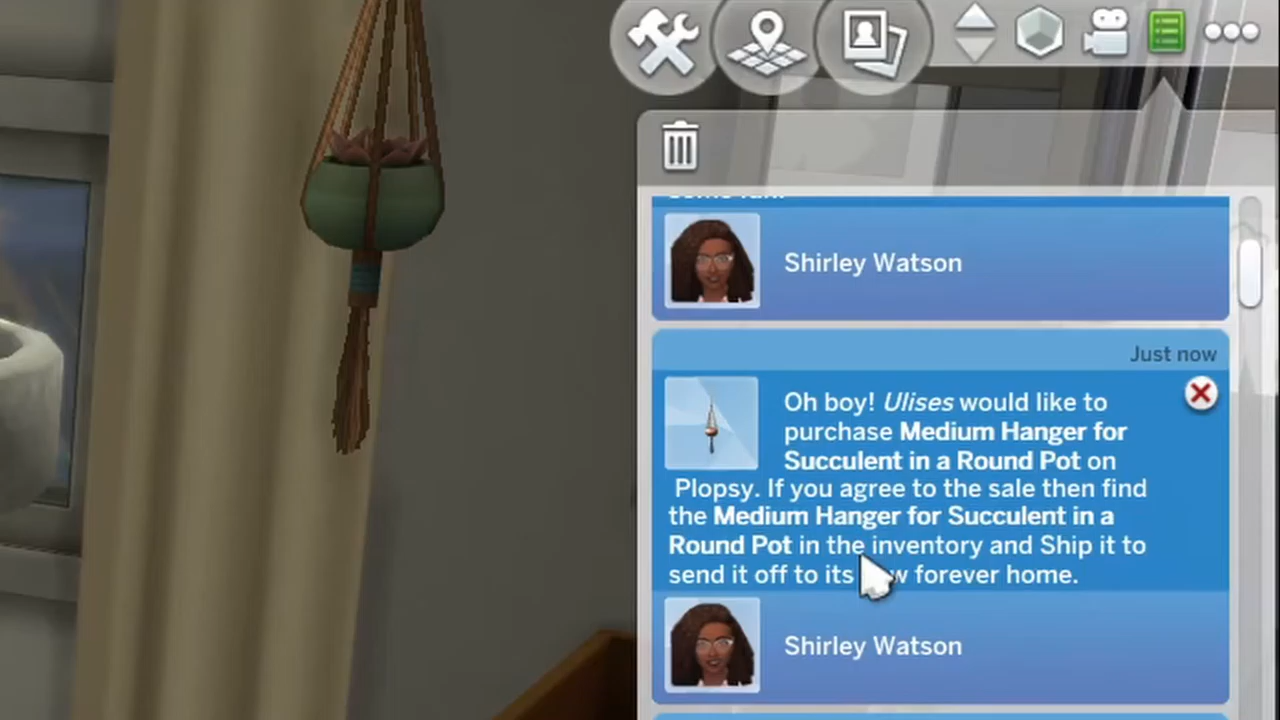 Shirley Watson
Just now
Oh boy! Ulises would like to
purchase Medium Hanger for
Succulent in a Round Pot on
Plopsy. If you agree to the sale then find
the Medium Hanger for Succulent in a
Round Pot in the inventory and Ship it to
send it off to its forever home.
Shirley Watson